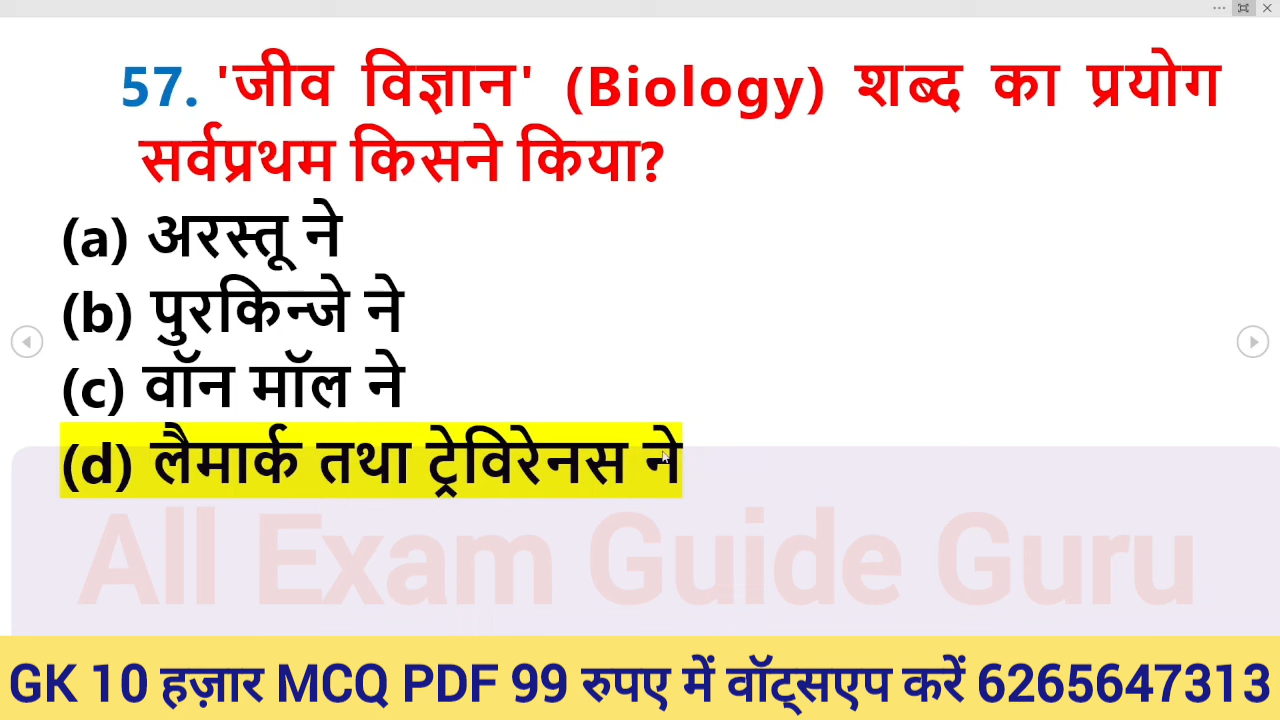 57. 'जीव विज्ञान' (Biology) शब्द का प्रयोग
सर्वप्रथम किसने किया?
(a) अरस्तू ने
(b) पुरकिन्जे ने
(c) वॉन मॉल ने
(d) लैमार्क तथा ट्रेविरेनस ने
All Exam Guide Guru
GK 10 हज़ार MCQ PDF 99 रुपए में वॉट्सएप करें 6265647313